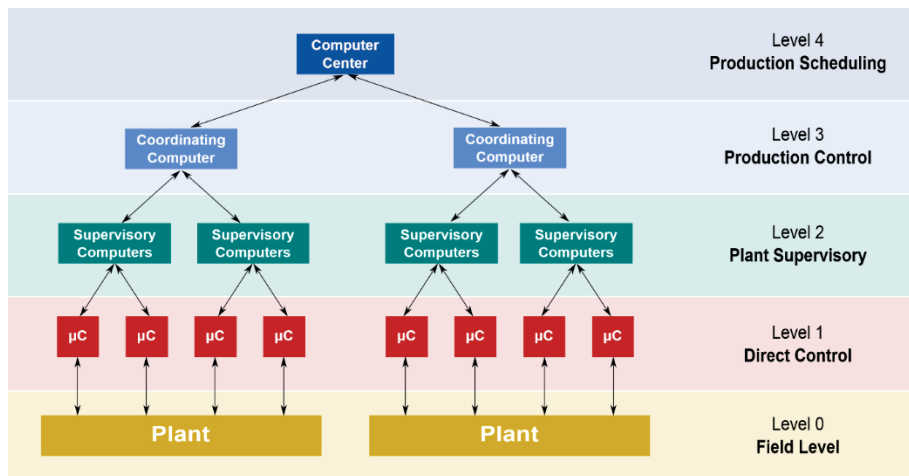 Computer
Center
Level 4
Production Scheduling
Coordinating
Computer
Coordinating
Computer
Level 3
Production Control
Supervisory
Computers
Supervisory
Computers
Supervisory
Computers
Supervisory
Computers
Level 2
Plant Supervisory
µC
µC
µC
µC
µC
µC
µC
µC
Level 1
Direct Control
Plant
Plant
Level 0
Field Level